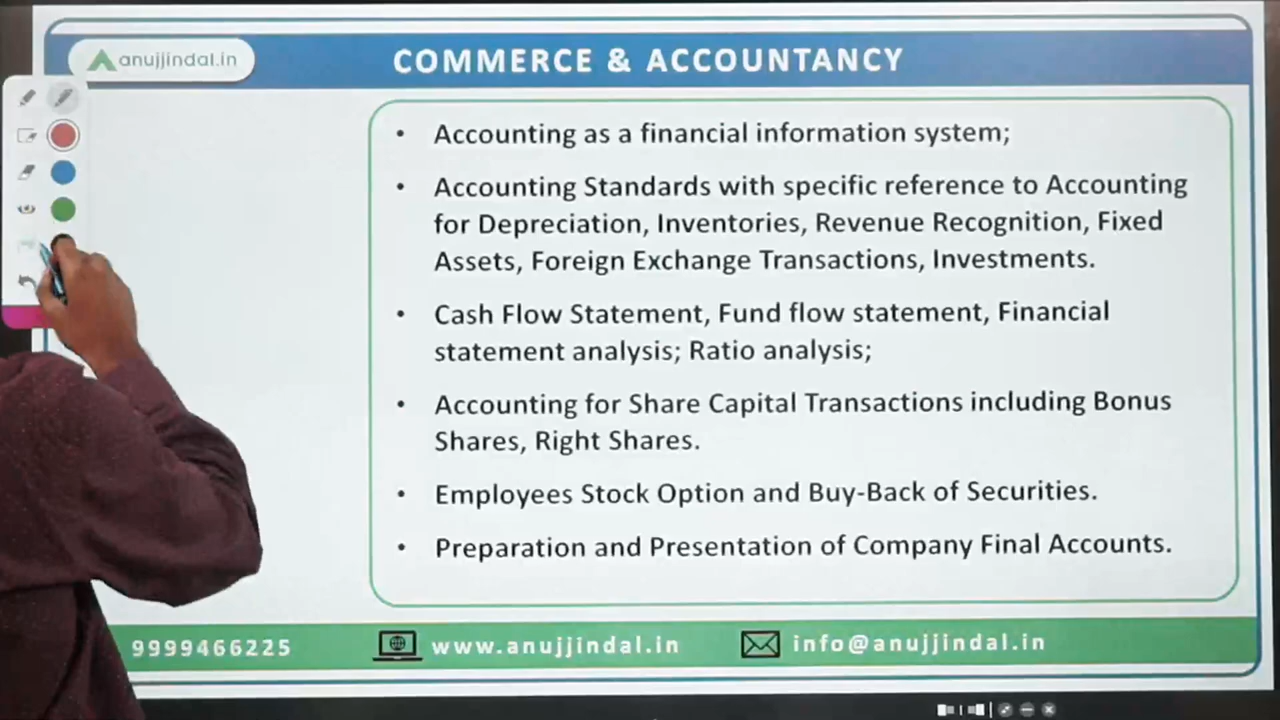 anujjindal.in
COMMERCE & ACCOUNTANCY
• Accounting as a financial information system;
• Accounting Standards with specific reference to Accounting
for Depreciation, Inventories, Revenue Recognition, Fixed
Assets, Foreign Exchange Transactions, Investments.
• Cash Flow Statement, Fund flow statement, Financial
statement analysis; Ratio analysis;
• Accounting for Share Capital Transactions including Bonus
Shares, Right Shares.
• Employees Stock Option and Buy-Back of Securities.
• Preparation and Presentation of Company Final Accounts.
9999466225
www.anujjindal.in
info@anujjindal.in